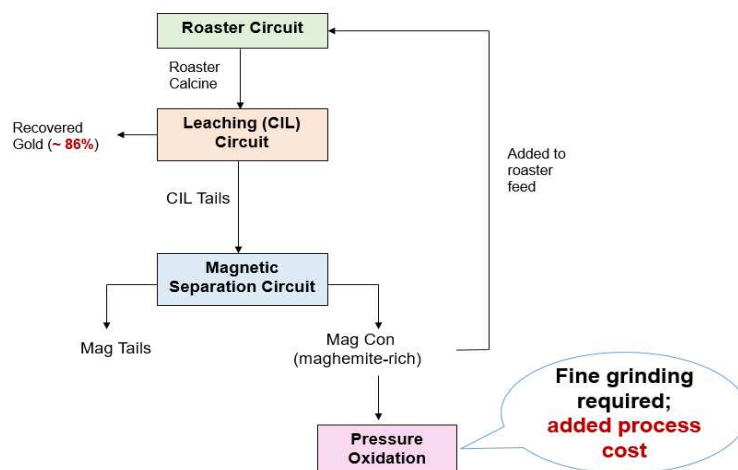 Roaster Circuit
Roaster
Calcine
Recovered
Gold (~ 86%)
Leaching (CIL)
Circuit
Added to
roaster
feed
CIL Tails
Magnetic
Separation Circuit
Mag Tails
Mag Con
(maghemite-rich)
Fine grinding
required;
added process
cost
Pressure
Oxidation